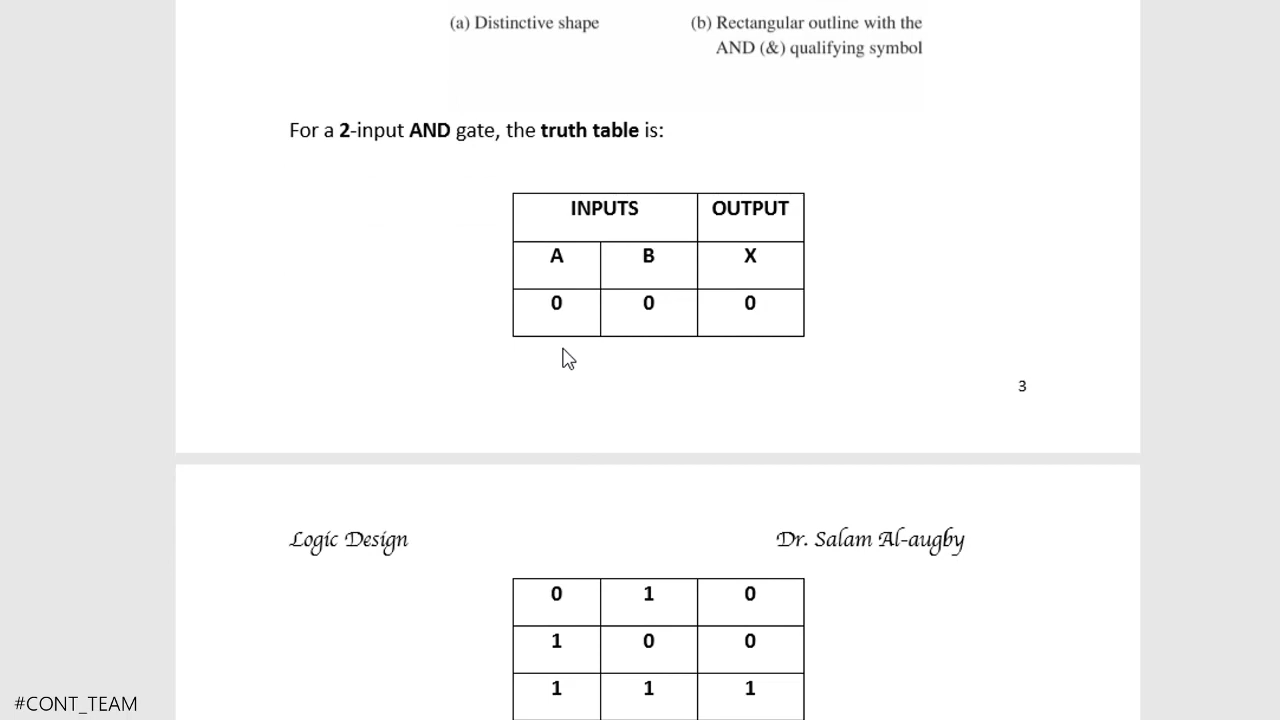 (a) Distinctive shape (b) Rectangular outline with the
AND (&) qualifying symbol
For a 2-input AND gate, the truth table is:
INPUTS OUTPUT
A B X
0 0 0
3
Logic Design Dr. Salam Al-augby
0 1 0
1 0 0
1 1 1
#CONT_TEAM